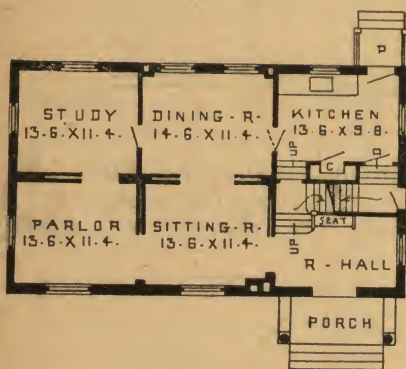 P
STUDY
13.6.X11.4.
DINING-R-
14.6.X11.4.
KITCHEN
13.6.X9.8.
UP
C
D
PARLOR
13.6.X11.4.
SITTING-R-
13.6.X11.4.
SEAT
UP
R-HALL
PORCH